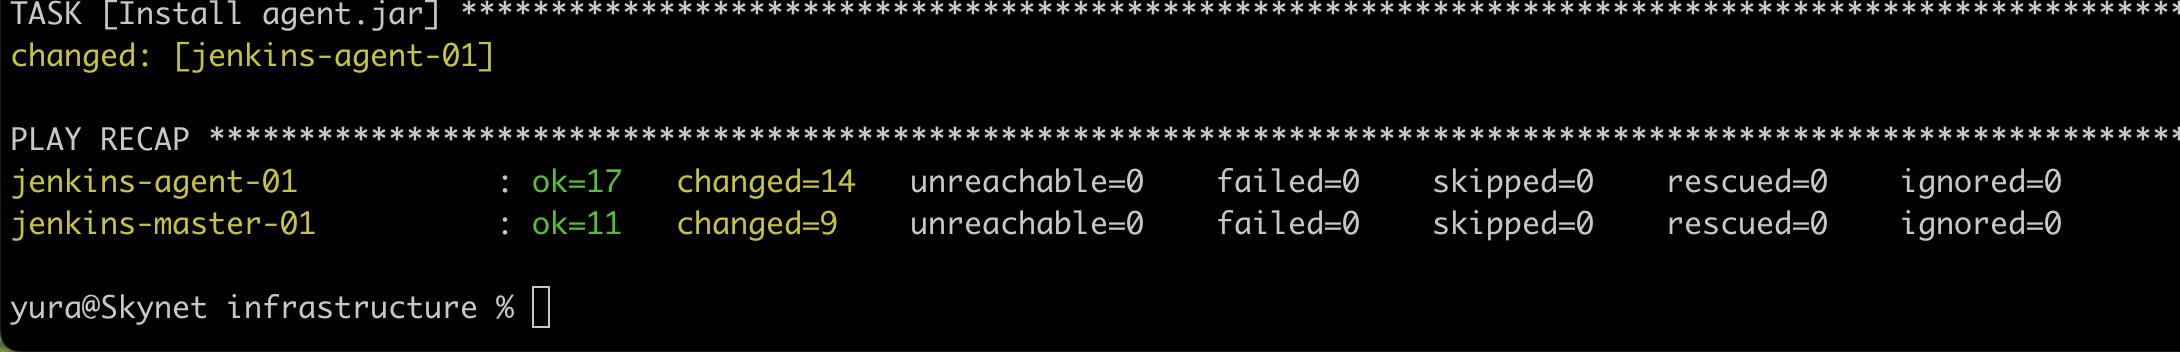 TASK [Install agent.jar] ************************************************************************************************
changed: [jenkins-agent-01]
PLAY RECAP **************************************************************************************************************
jenkins-agent-01 : ok=17 changed=14 unreachable=0 failed=0 skipped=0 rescued=0 ignored=0
jenkins-master-01 : ok=11 changed=9 unreachable=0 failed=0 skipped=0 rescued=0 ignored=0
yura@Skynet infrastructure %